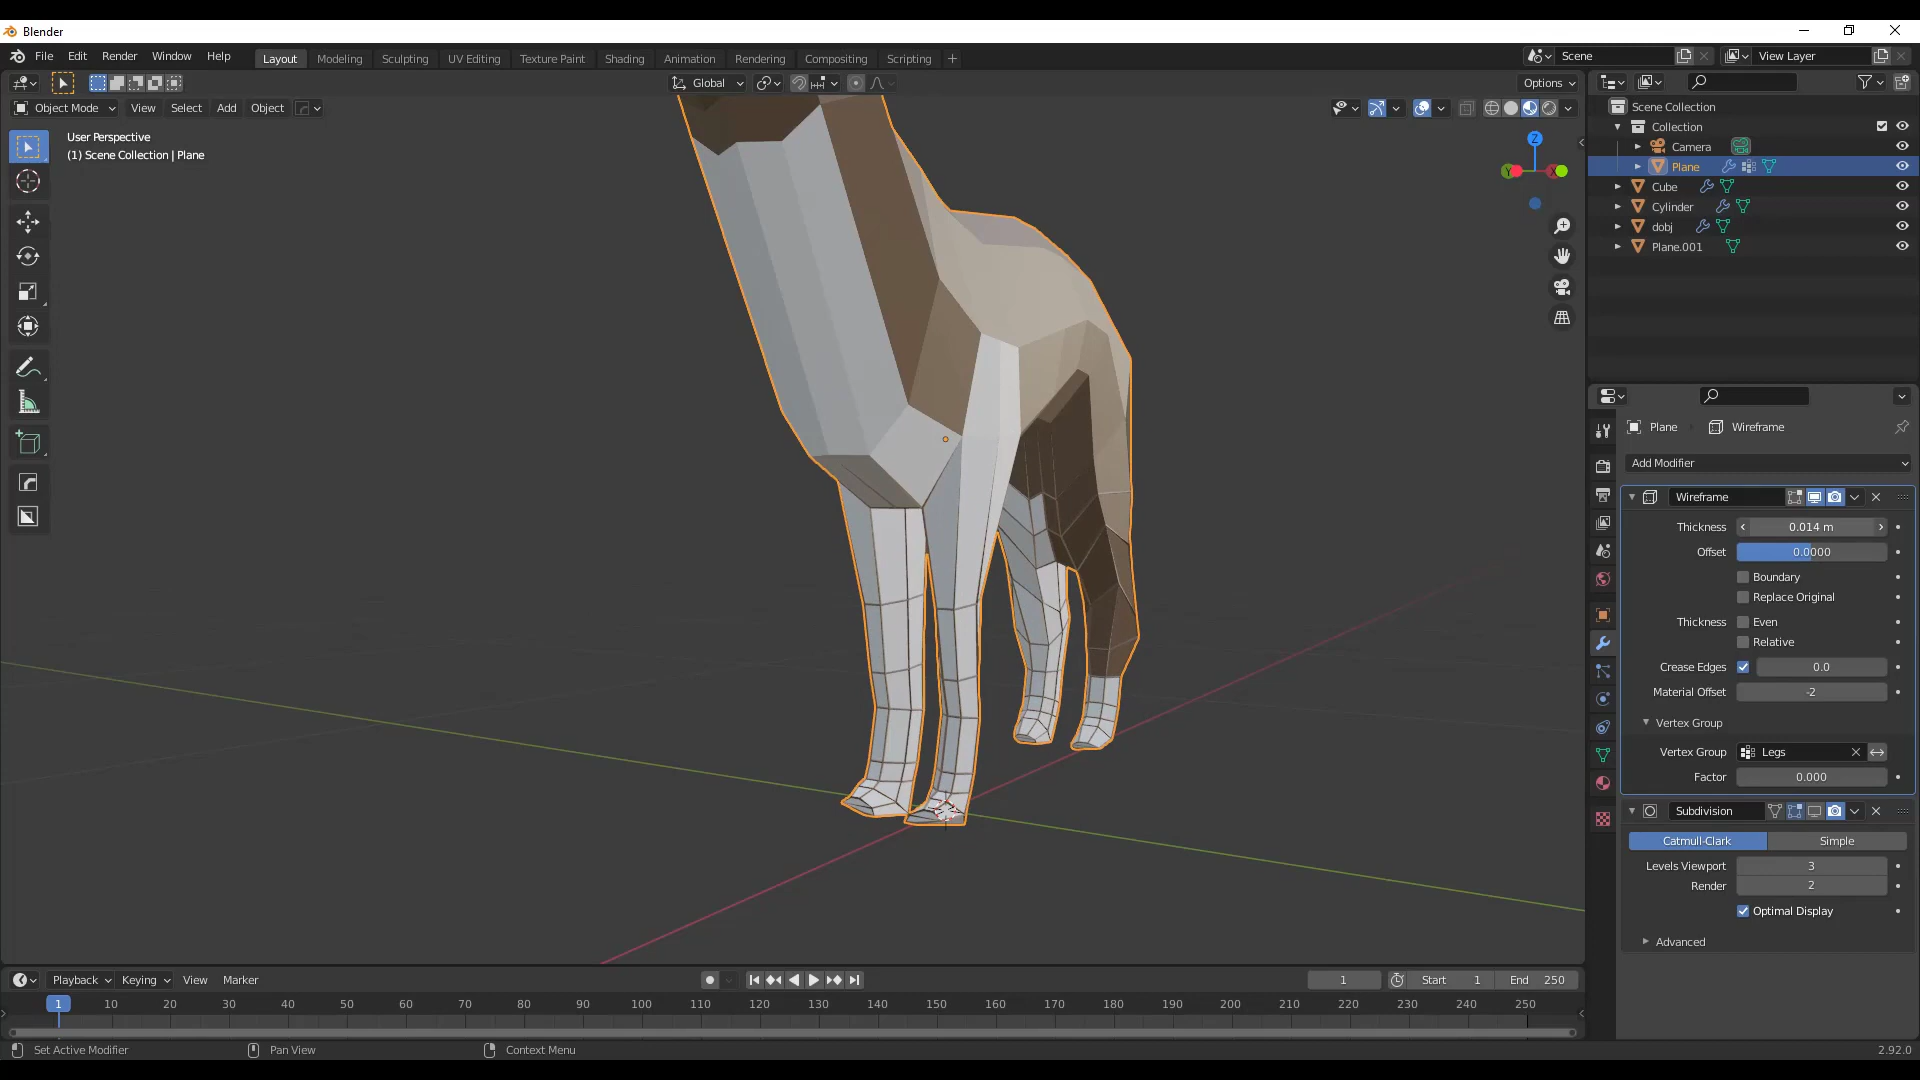 Blender
File Edit Render Window Help Layout Modeling Sculpting UV Editing Texture Paint Shading Animation Rendering Compositing Scripting + Scene View Layer
Global Options
Object Mode View Select Add Object
User Perspective
(1) Scene Collection | Plane
Z
Y
X
Scene Collection
Collection
Camera
Plane
Cube
Cylinder
dobj
Plane.001
Plane Wireframe
Add Modifier
Wireframe
Thickness 0.014 m
Offset 0.0000
Boundary
Replace Original
Thickness Even
Relative
Crease Edges 0.0
Material Offset -2
Vertex Group
Vertex Group Legs
Factor 0.000
Subdivision
Catmull-Clark Simple
Levels Viewport 3
Render 2
Optimal Display
Advanced
Playback Keying View Marker 1 Start 1 End 250
1 10 20 30 40 50 60 70 80 90 100 110 120 130 140 150 160 170 180 190 200 210 220 230 240 250
Set Active Modifier Pan View Context Menu 2.92.0